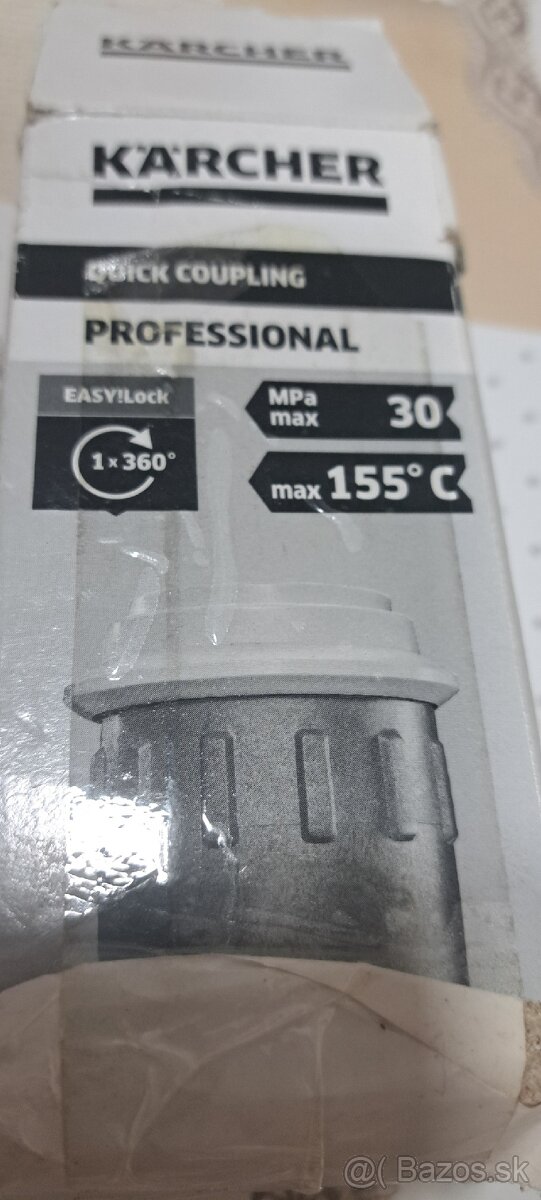 KÄRCHER
KÄRCHER
QUICK COUPLING
PROFESSIONAL
EASY!Lock
1 x 360°
MPa max 30
max 155°C
@( Bazos.sk